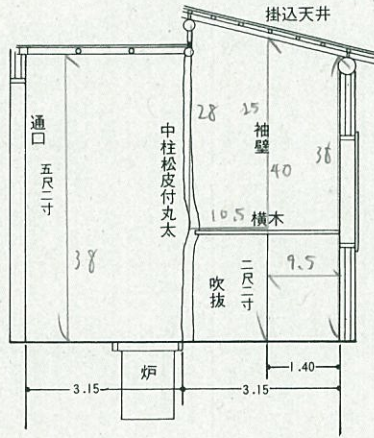 掛込天井
通口
五尺二寸
中柱松皮付丸太
袖壁
横木
吹抜
二尺二寸
炉
28
25
40
38
10.5
9.5
1.40
3.15
3.15